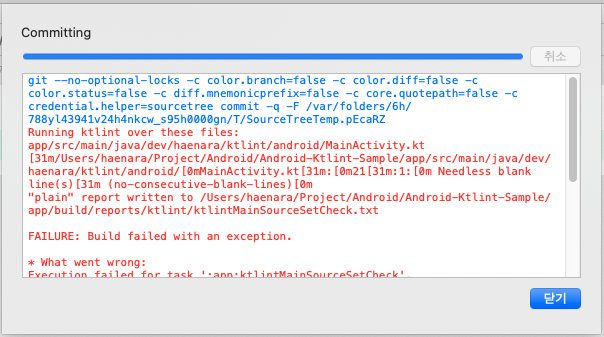 Committing
취소
git --no-optional-locks -c color.branch=false -c color.diff=false -c
color.status=false -c diff.mnemonicprefix=false -c core.quotepath=false -c
credential.helper=sourcetree commit -q -F /var/folders/6h/
788yl43941v24h4nkcw_s95h0000gn/T/SourceTreeTemp.pEcaRZ
Running ktlint over these files:
app/src/main/java/dev/haenara/ktlint/android/MainActivity.kt
[31m/Users/haenara/Project/Android/Android-Ktlint-Sample/app/src/main/java/dev/
haenara/ktlint/android/[0mMainActivity.kt[31m:[0m21[31m:1:[0m Needless blank
line(s)[31m (no-consecutive-blank-lines)[0m
"plain" report written to /Users/haenara/Project/Android/Android-Ktlint-Sample/
app/build/reports/ktlint/ktlintMainSourceSetCheck.txt
FAILURE: Build failed with an exception.
* What went wrong:
Execution failed for task ':app:ktlintMainSourceSetCheck'.
닫기